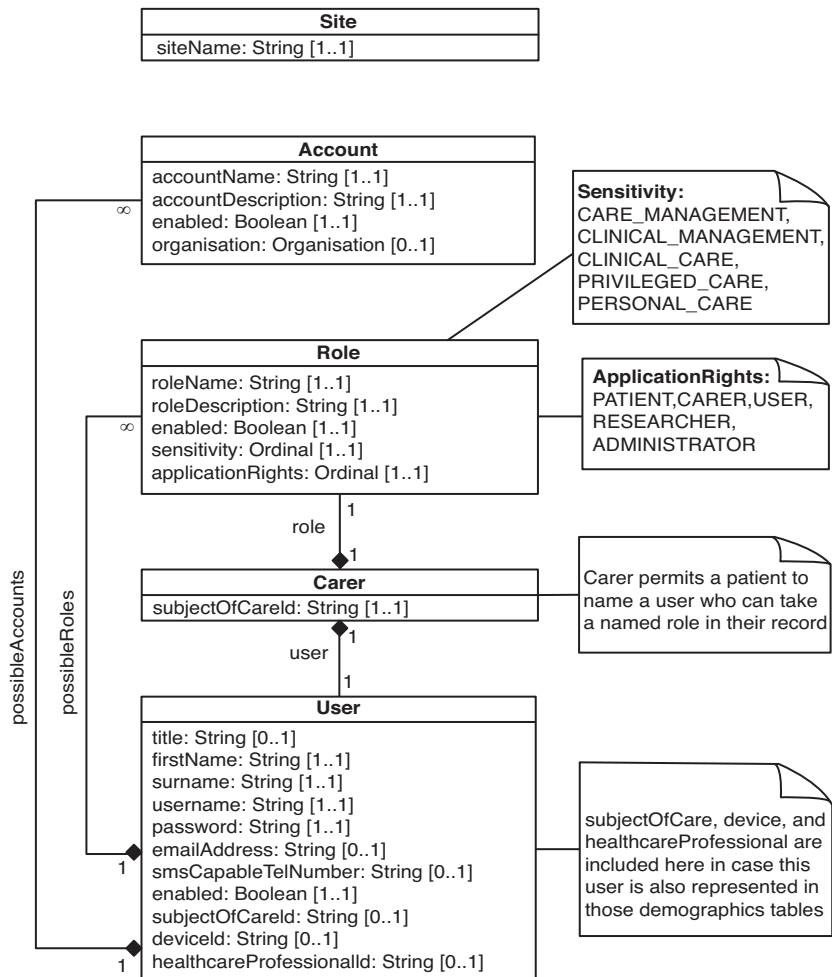 Site
siteName: String [1..1]
Account
accountName: String [1..1]
accountDescription: String [1..1]
enabled: Boolean [1..1]
organisation: Organisation [0..1]
∞
Sensitivity:
CARE_MANAGEMENT,
CLINICAL_MANAGEMENT,
CLINICAL_CARE,
PRIVILEGED_CARE,
PERSONAL_CARE
Role
roleName: String [1..1]
roleDescription: String [1..1]
enabled: Boolean [1..1]
sensitivity: Ordinal [1..1]
applicationRights: Ordinal [1..1]
∞
ApplicationRights:
PATIENT,CARER,USER,
RESEARCHER,
ADMINISTRATOR
1
role
1
Carer
subjectOfCareId: String [1..1]
Carer permits a patient to
name a user who can take
a named role in their record
1
user
1
possibleAccounts
possibleRoles
User
title: String [0..1]
firstName: String [1..1]
surname: String [1..1]
username: String [1..1]
password: String [1..1]
emailAddress: String [0..1]
smsCapableTelNumber: String [0..1]
enabled: Boolean [1..1]
subjectOfCareId: String [0..1]
deviceId: String [0..1]
healthcareProfessionalId: String [0..1]
1
1
subjectOfCare, device, and
healthcareProfessional are
included here in case this
user is also represented in
those demographics tables